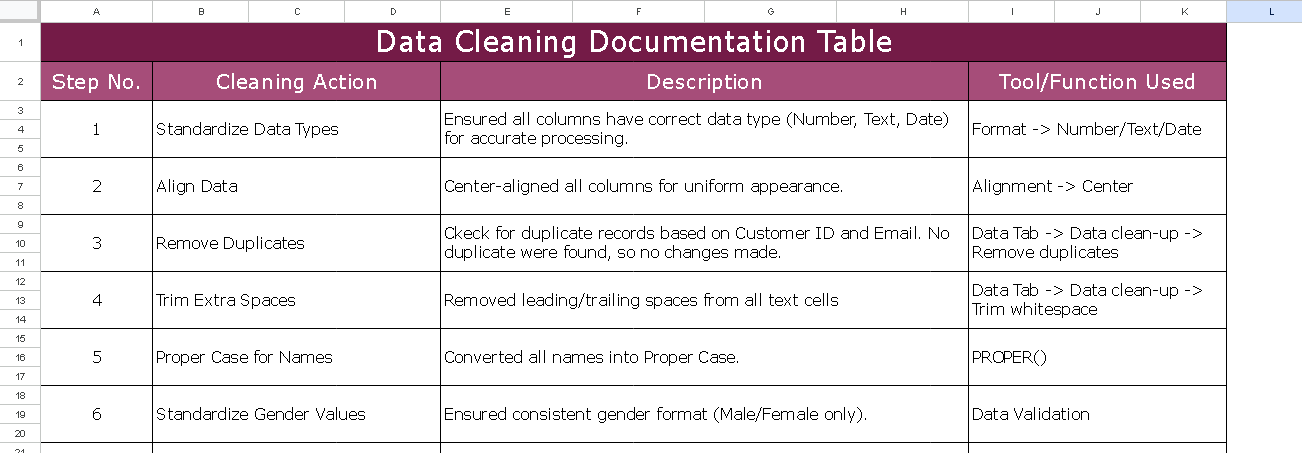 A B C D E F G H I J K L
1 Data Cleaning Documentation Table
2 Step No. Cleaning Action Description Tool/Function Used
3
4
5
1 Standardize Data Types
Ensured all columns have correct data type (Number, Text, Date)
for accurate processing.
Format -> Number/Text/Date
6
7
8
2 Align Data
Center-aligned all columns for uniform appearance.
Alignment -> Center
9
10
11
3 Remove Duplicates
Ckeck for duplicate records based on Customer ID and Email. No
duplicate were found, so no changes made.
Data Tab -> Data clean-up ->
Remove duplicates
12
13
14
4 Trim Extra Spaces
Removed leading/trailing spaces from all text cells
Data Tab -> Data clean-up ->
Trim whitespace
15
16
17
5 Proper Case for Names
Converted all names into Proper Case.
PROPER()
18
19
20
6 Standardize Gender Values
Ensured consistent gender format (Male/Female only).
Data Validation
21